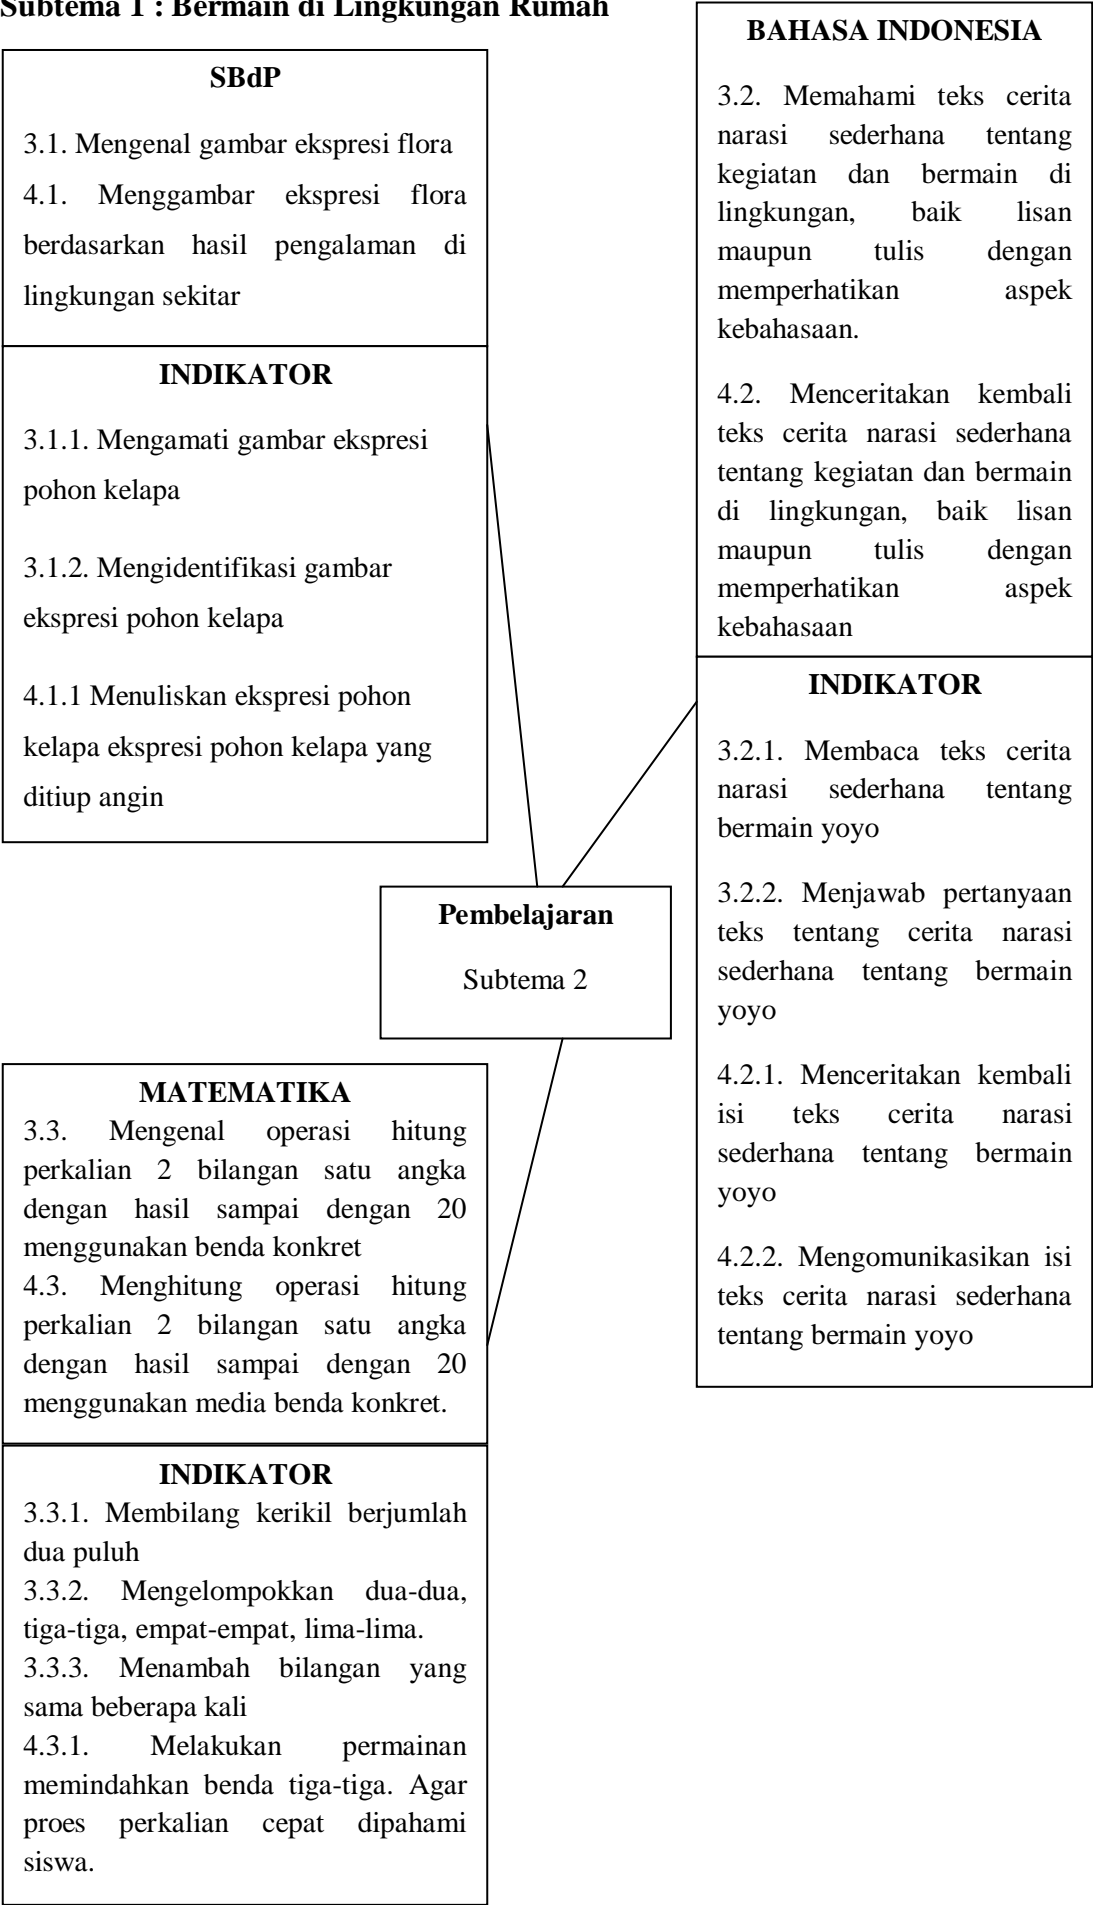 Subtema 1 : Bermain di Lingkungan Rumah
SBdP
3.1. Mengenal gambar ekspresi flora
4.1. Menggambar ekspresi flora
berdasarkan hasil pengalaman di
lingkungan sekitar
INDIKATOR
3.1.1. Mengamati gambar ekspresi
pohon kelapa
3.1.2. Mengidentifikasi gambar
ekspresi pohon kelapa
4.1.1 Menuliskan ekspresi pohon
kelapa ekspresi pohon kelapa yang
ditiup angin
BAHASA INDONESIA
3.2. Memahami teks cerita
narasi sederhana tentang
kegiatan dan bermain di
lingkungan, baik lisan
maupun tulis dengan
memperhatikan aspek
kebahasaan.
4.2. Menceritakan kembali
teks cerita narasi sederhana
tentang kegiatan dan bermain
di lingkungan, baik lisan
maupun tulis dengan
memperhatikan aspek
kebahasaan
INDIKATOR
3.2.1. Membaca teks cerita
narasi sederhana tentang
bermain yoyo
3.2.2. Menjawab pertanyaan
teks tentang cerita narasi
sederhana tentang bermain
yoyo
4.2.1. Menceritakan kembali
isi teks cerita narasi
sederhana tentang bermain
yoyo
4.2.2. Mengomunikasikan isi
teks cerita narasi sederhana
tentang bermain yoyo
Pembelajaran
Subtema 2
MATEMATIKA
3.3. Mengenal operasi hitung
perkalian 2 bilangan satu angka
dengan hasil sampai dengan 20
menggunakan benda konkret
4.3. Menghitung operasi hitung
perkalian 2 bilangan satu angka
dengan hasil sampai dengan 20
menggunakan media benda konkret.
INDIKATOR
3.3.1. Membilang kerikil berjumlah
dua puluh
3.3.2. Mengelompokkan dua-dua,
tiga-tiga, empat-empat, lima-lima.
3.3.3. Menambah bilangan yang
sama beberapa kali
4.3.1. Melakukan permainan
memindahkan benda tiga-tiga. Agar
proes perkalian cepat dipahami
siswa.